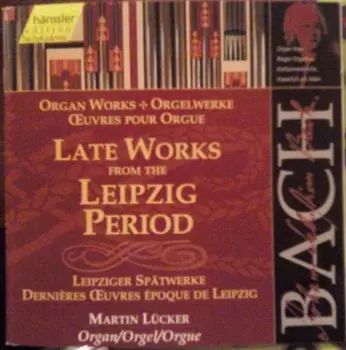 hänssler
edition
ORGAN WORKS + ORGELWERKE
ŒUVRES POUR ORGUE
LATE WORKS
FROM THE
LEIPZIG
PERIOD
LEIPZIGER SPÄTWERKE
DERNIÈRES ŒUVRES ÉPOQUE DE LEIPZIG
MARTIN LÜCKER
Organ/Orgel/Orgue
BACH